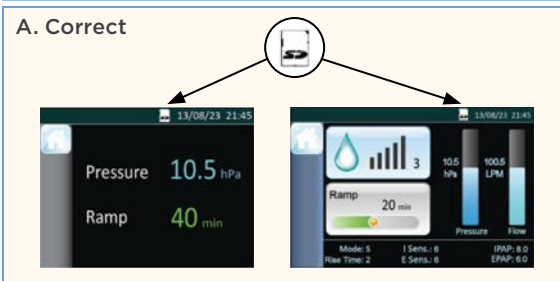 A. Correct
SD
13/08/23 21:45
Pressure 10.5 hPa
Ramp 40 min
13/08/23 21:45
3
Ramp
20 min
10.5 hPa
100.5 LPM
Pressure Flow
Mode: 5 I Sens.: 6 IPAP: 8.0
Rise Time: 2 E Sens.: 6 EPAP: 6.0